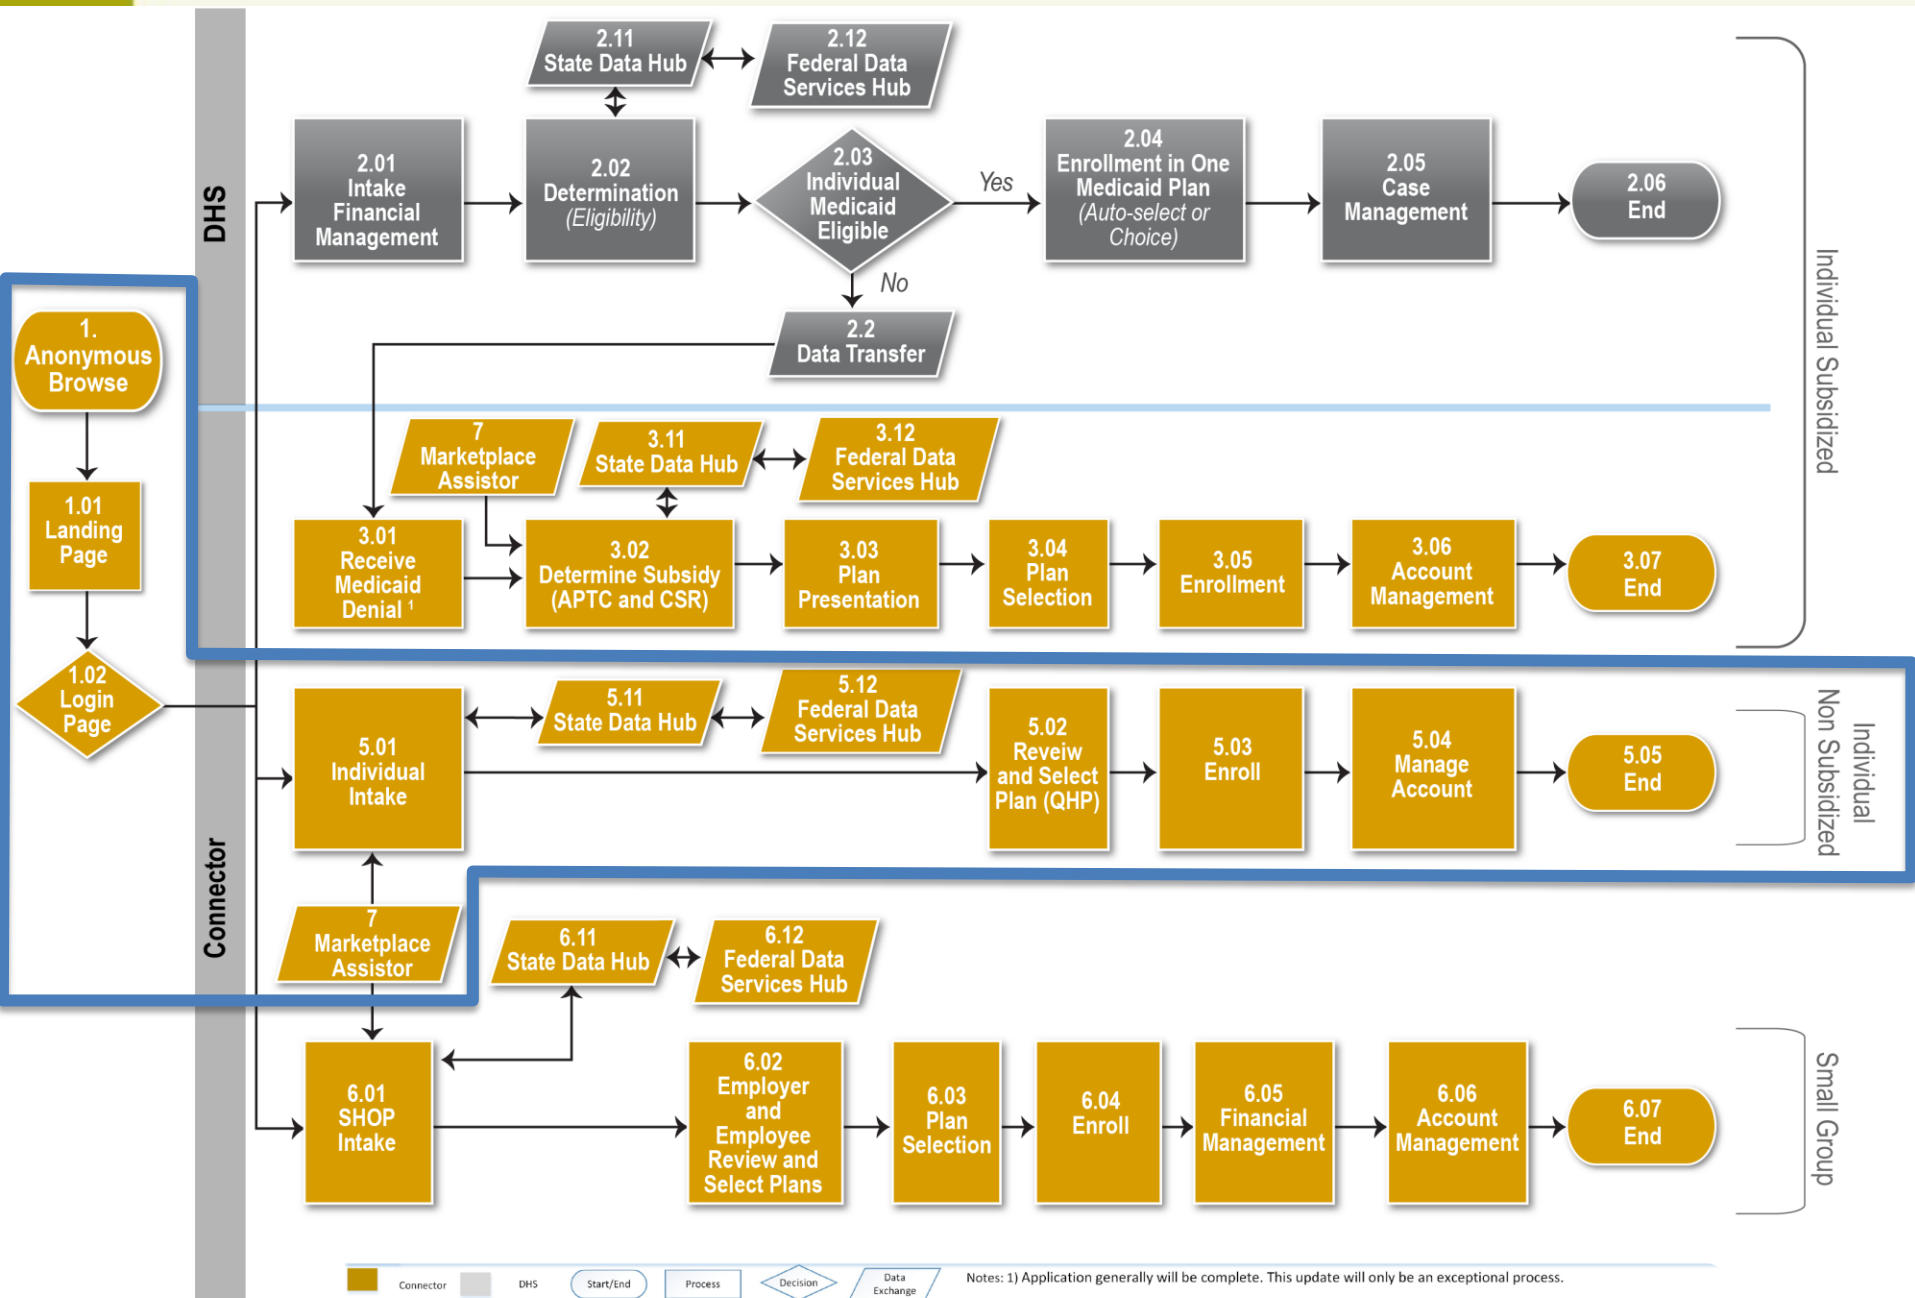 DHS
Connector
1.
Anonymous
Browse
1.01
Landing
Page
1.02
Login
Page
2.11
State Data Hub
2.12
Federal Data
Services Hub
2.01
Intake
Financial
Management
2.02
Determination
(Eligibility)
2.03
Individual
Medicaid
Eligible
Yes
No
2.04
Enrollment in One
Medicaid Plan
(Auto-select or
Choice)
2.05
Case
Management
2.06
End
2.2
Data Transfer
Individual Subsidized
7
Marketplace
Assistor
3.11
State Data Hub
3.12
Federal Data
Services Hub
3.01
Receive
Medicaid
Denial 1
3.02
Determine Subsidy
(APTC and CSR)
3.03
Plan
Presentation
3.04
Plan
Selection
3.05
Enrollment
3.06
Account
Management
3.07
End
5.11
State Data Hub
5.12
Federal Data
Services Hub
5.01
Individual
Intake
5.02
Reveiw
and Select
Plan (QHP)
5.03
Enroll
5.04
Manage
Account
5.05
End
Individual
Non Subsidized
7
Marketplace
Assistor
6.11
State Data Hub
6.12
Federal Data
Services Hub
6.01
SHOP
Intake
6.02
Employer
and
Employee
Review and
Select Plans
6.03
Plan
Selection
6.04
Enroll
6.05
Financial
Management
6.06
Account
Management
6.07
End
Small Group
Connector
DHS
Start/End
Process
Decision
Data
Exchange
Notes: 1) Application generally will be complete. This update will only be an exceptional process.